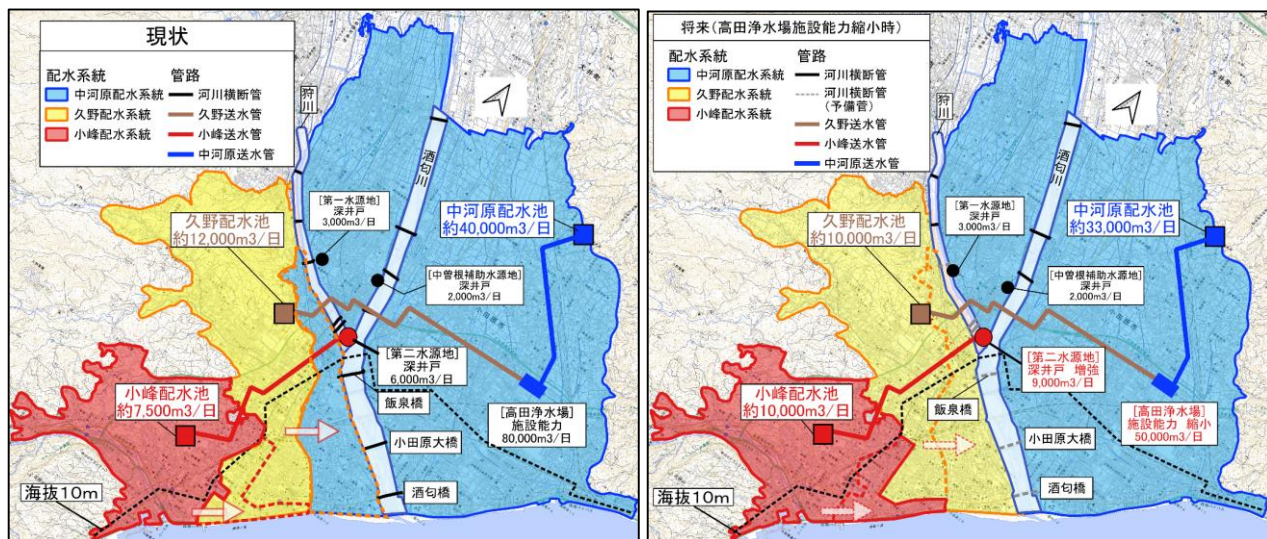 現状
配水系統
管路
中河原配水系統
久野配水系統
小峰配水系統
河川横断管
久野送水管
小峰送水管
中河原送水管
狩川
酒匂川
[第一水源地]
深井戸
3,000m3/日
久野配水池
約12,000m3/日
中河原配水池
約40,000m3/日
[中曽根補助水源地]
深井戸
2,000m3/日
[第二水源地]
深井戸
6,000m3/日
小峰配水池
約7,500m3/日
飯泉橋
[高田浄水場]
施設能力
80,000m3/日
小田原大橋
酒匂橋
海抜10m
将来(高田浄水場施設能力縮小時)
配水系統
管路
中河原配水系統
久野配水系統
小峰配水系統
河川横断管
河川横断管
(予備菅)
久野送水管
小峰送水管
中河原送水管
狩川
酒匂川
[第一水源地]
深井戸
3,000m3/日
久野配水池
約10,000m3/日
中河原配水池
約33,000m3/日
[中曽根補助水源地]
深井戸
2,000m3/日
[第二水源地]
深井戸 増強
9,000m3/日
小峰配水池
約10,000m3/日
飯泉橋
[高田浄水場]
施設能力 縮小
50,000m3/日
小田原大橋
酒匂橋
海抜10m